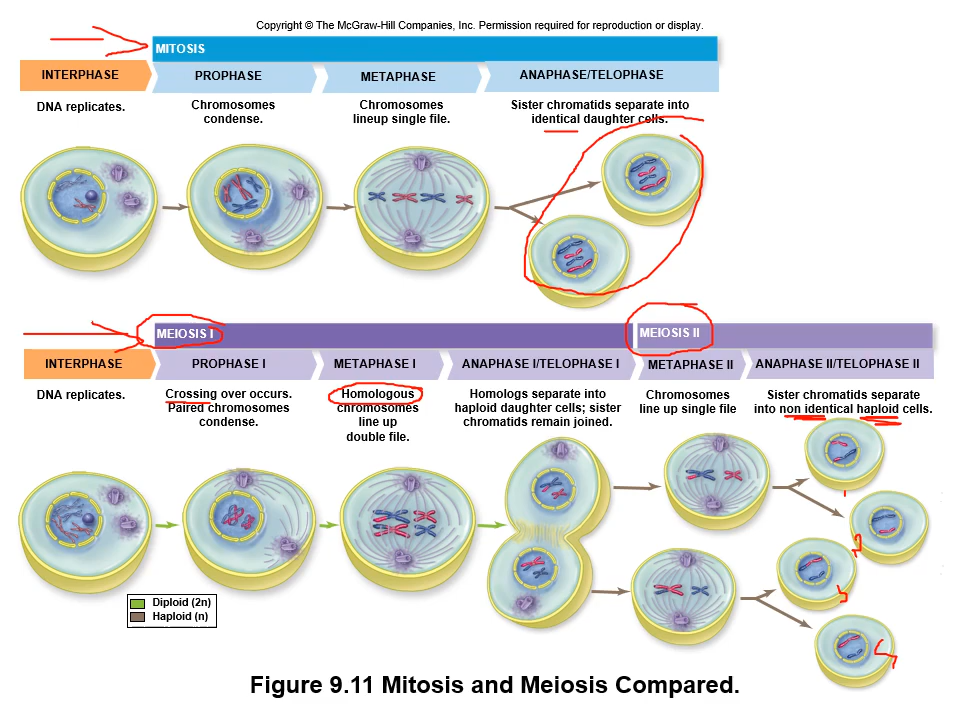 Copyright © The McGraw-Hill Companies, Inc. Permission required for reproduction or display.
MITOSIS
INTERPHASE
PROPHASE
METAPHASE
ANAPHASE/TELOPHASE
DNA replicates.
Chromosomes
condense.
Chromosomes
lineup single file.
Sister chromatids separate into
identical daughter cells.
MEIOSIS I
MEIOSIS II
INTERPHASE
PROPHASE I
METAPHASE I
ANAPHASE I/TELOPHASE I
METAPHASE II
ANAPHASE II/TELOPHASE II
DNA replicates.
Crossing over occurs.
Paired chromosomes
condense.
Homologous
chromosomes
line up
double file.
Homologs separate into
haploid daughter cells; sister
chromatids remain joined.
Chromosomes
line up single file
Sister chromatids separate
into non identical haploid cells.
Diploid (2n)
Haploid (n)
Figure 9.11 Mitosis and Meiosis Compared.